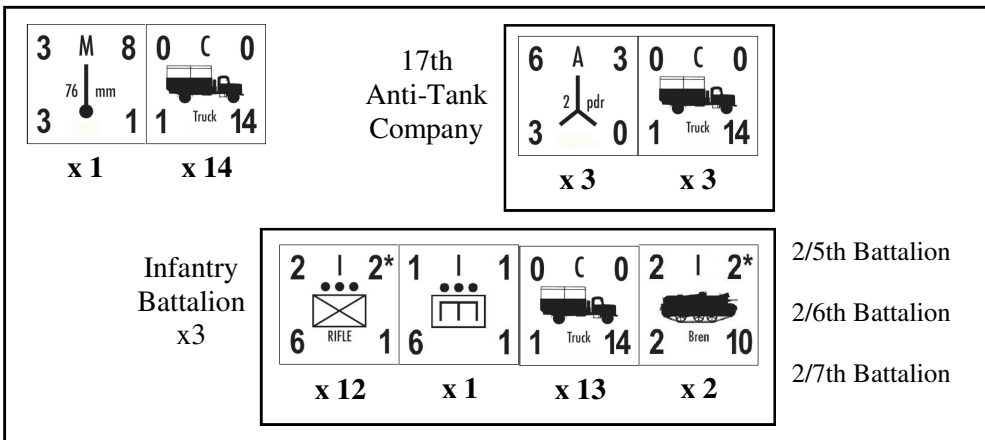 3 M 8 0 C 0
76 mm
3 1 1 Truck 14
x 1 x 14
17th
Anti-Tank
Company
6 A 3 0 C 0
2 pdr
3 0 1 Truck 14
x 3 x 3
Infantry
Battalion
x3
2 I 2* 1 I 1 0 C 0 2 I 2*
6 RIFLE 1 6 1 1 Truck 14 2 Bren 10
x 12 x 1 x 13 x 2
2/5th Battalion
2/6th Battalion
2/7th Battalion